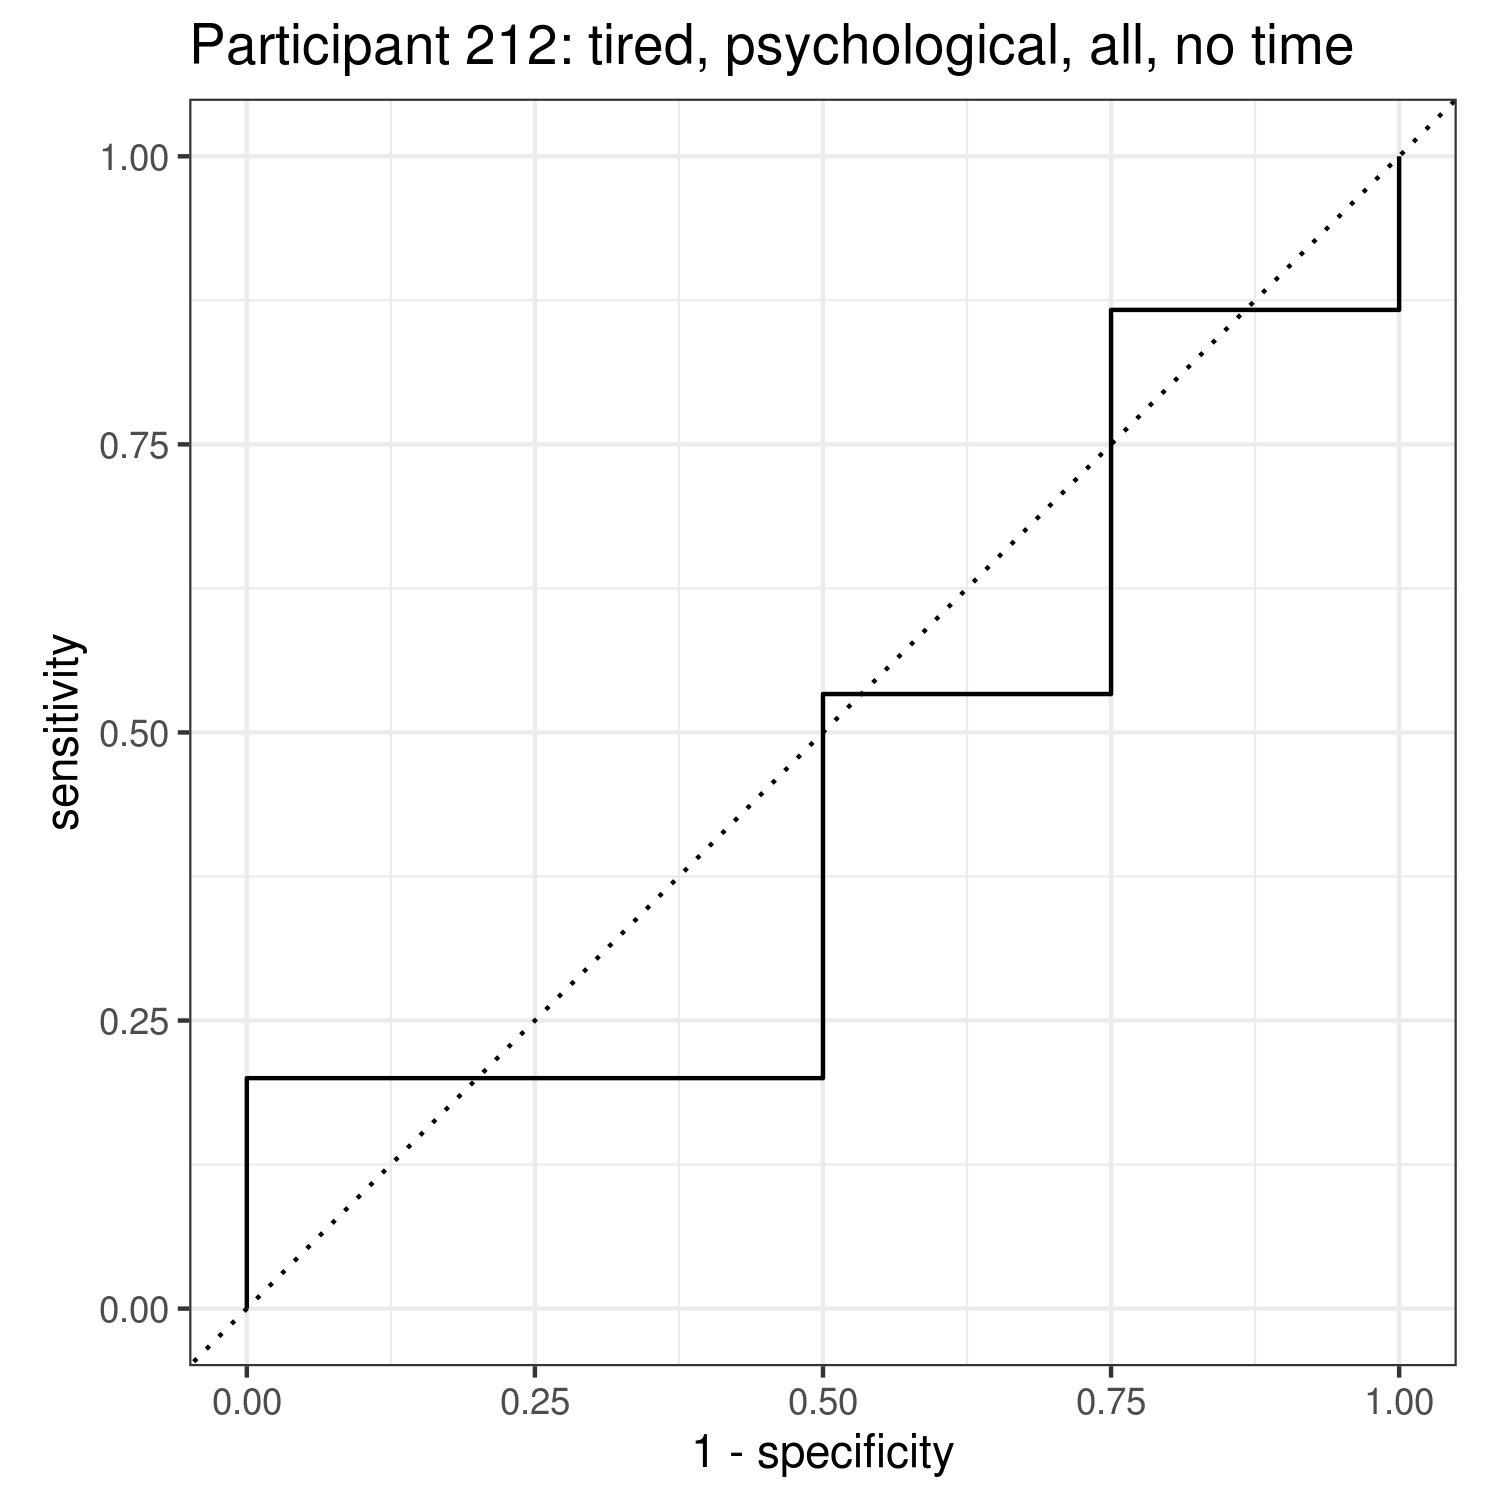 Participant 212: tired, psychological, all, no time
1.00
0.75
0.50
0.25
0.00
sensitivity
0.00 0.25 0.50 0.75 1.00
1 - specificity